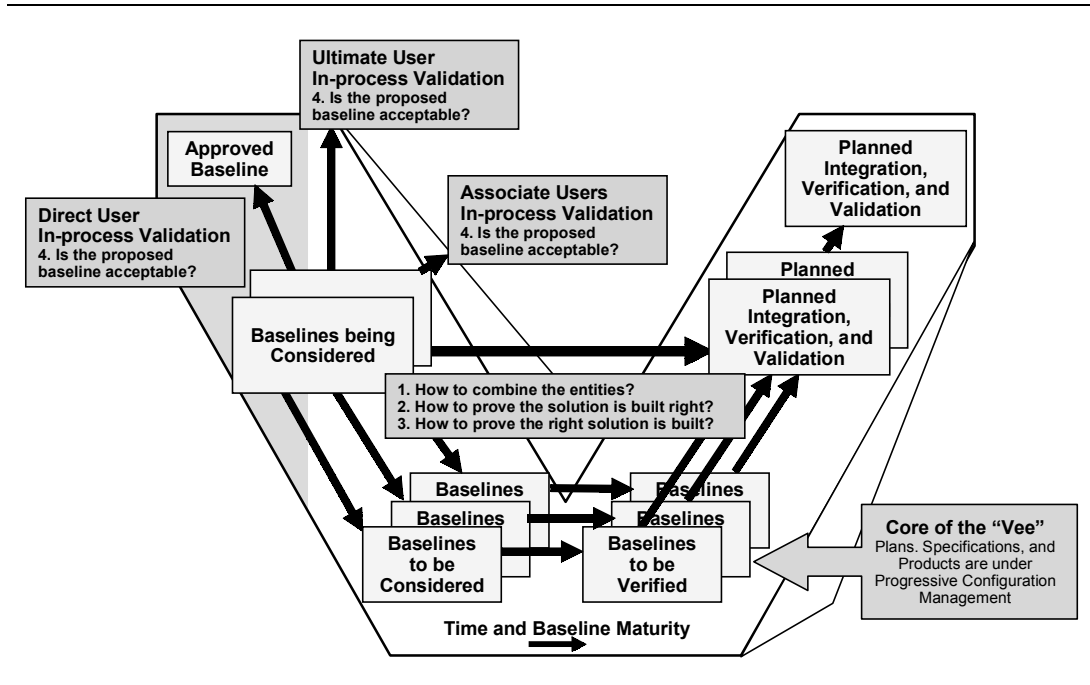 Ultimate User
In-process Validation
4. Is the proposed
baseline acceptable?
Approved
Baseline
Planned
Integration,
Verification, and
Validation
Direct User
In-process Validation
4. Is the proposed
baseline acceptable?
Associate Users
In-process Validation
4. Is the proposed
baseline acceptable?
Planned
Planned
Integration,
Verification, and
Validation
Baselines being
Considered
1. How to combine the entities?
2. How to prove the solution is built right?
3. How to prove the right solution is built?
Baselines
Baselines
Baselines
to be
Considered
Baselines
Baselines
Baselines
to be
Verified
Core of the “Vee”
Plans. Specifications, and
Products are under
Progressive Configuration
Management
Time and Baseline Maturity